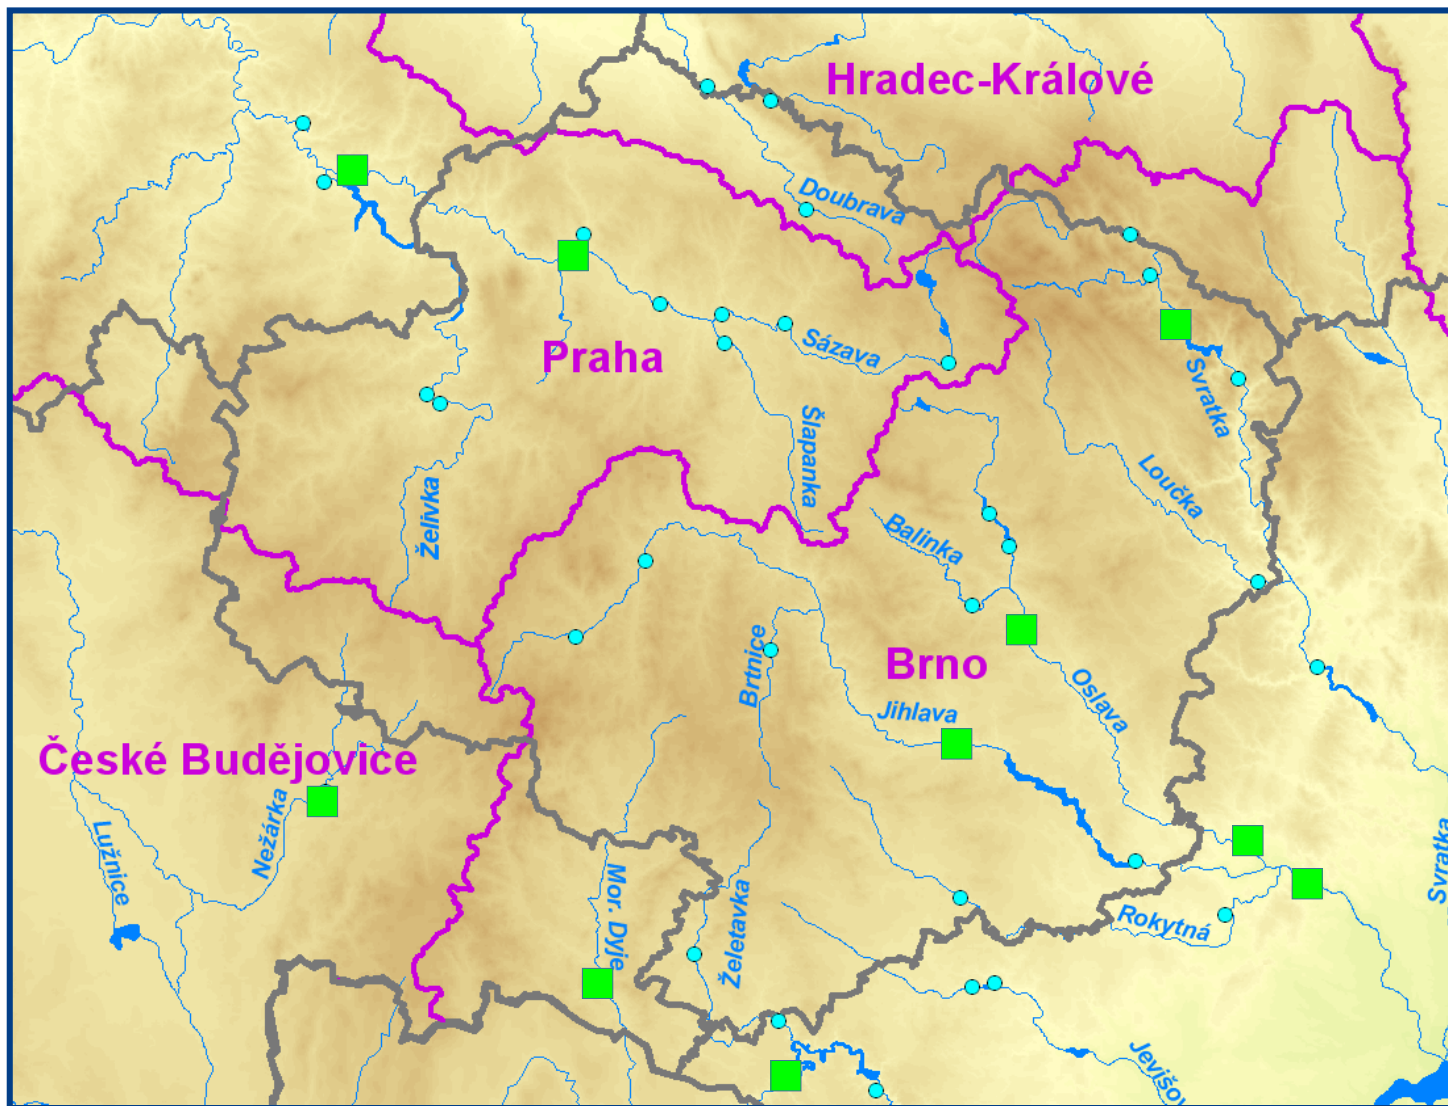 Hradec-Králové
Doubrava
Praha
Sázava
Svratka
Šlapanka
Loučka
Želivka
Balinka
Brtnice
Brno
Oslava
Jihlava
České Budějovice
Nežárka
Lužnice
Mor. Dyje
Želetavka
Rokytná
Svratka
Jevišov